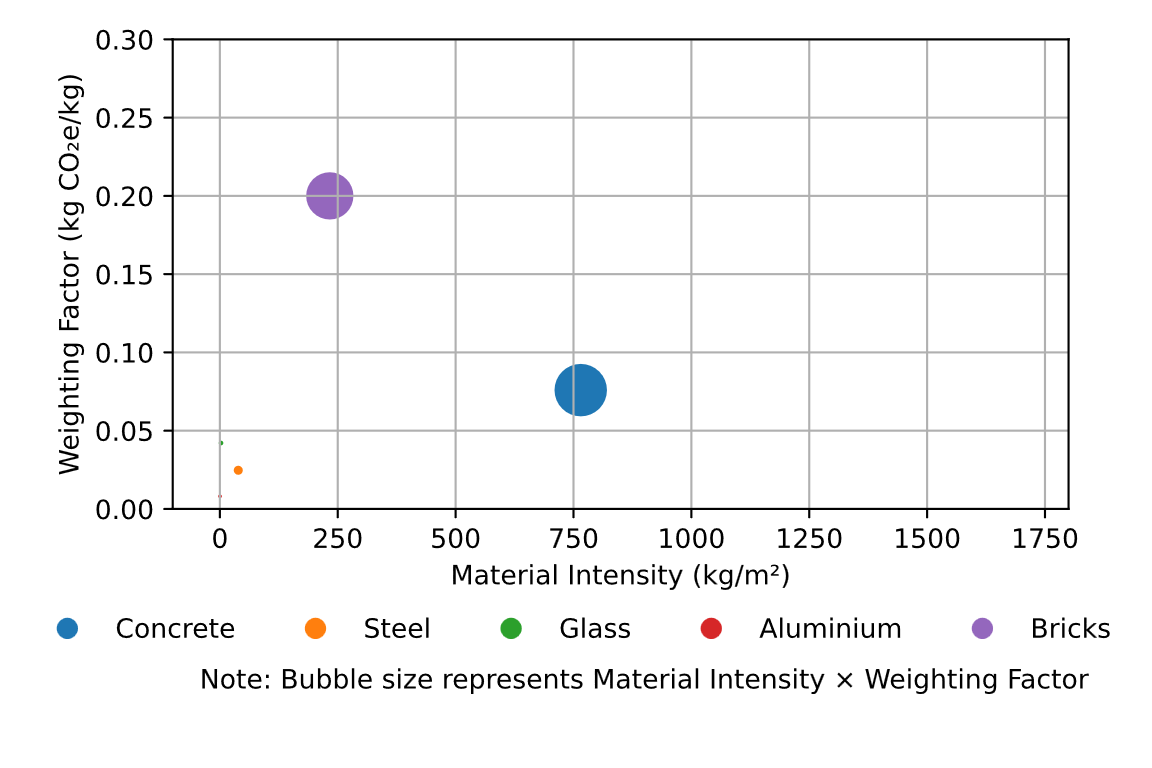 0.30
0.25
0.20
0.15
0.10
0.05
0.00
Weighting Factor (kg CO₂e/kg)
0 250 500 750 1000 1250 1500 1750
Material Intensity (kg/m²)
Concrete Steel Glass Aluminium Bricks
Note: Bubble size represents Material Intensity × Weighting Factor